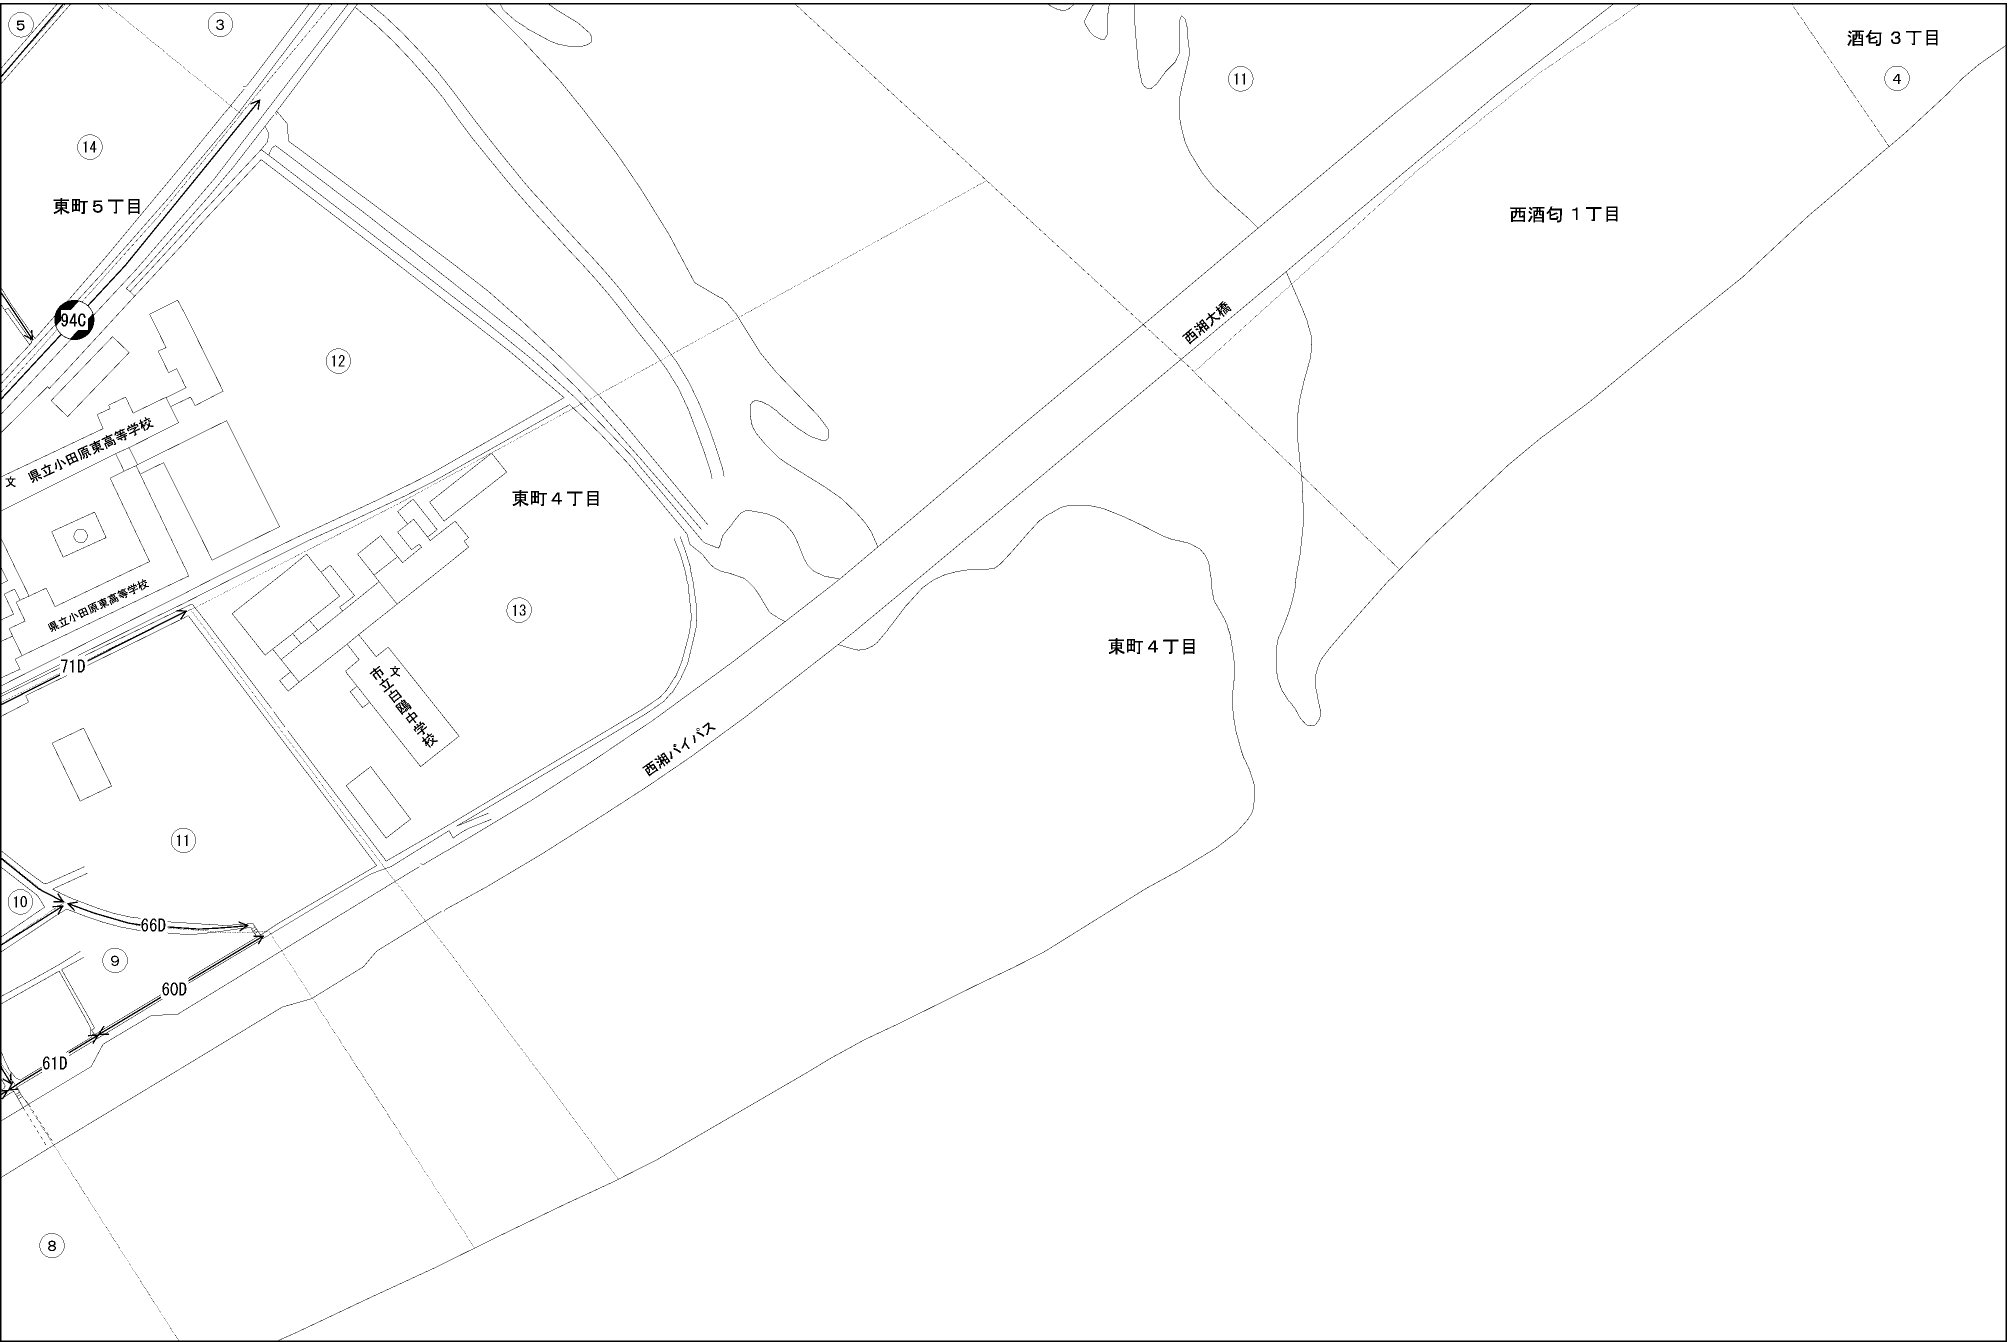 ⑤
③
酒匂３丁目
④
⑪
⑭
東町５丁目
西酒匂１丁目
94C
西湘大橋
⑫
県立小田原東高等学校
文
東町４丁目
県立小田原東高等学校
⑬
東町４丁目
71D
文
市立白鴎中学校
西湘バイパス
⑪
⑩
66D
⑨
60D
61D
⑧